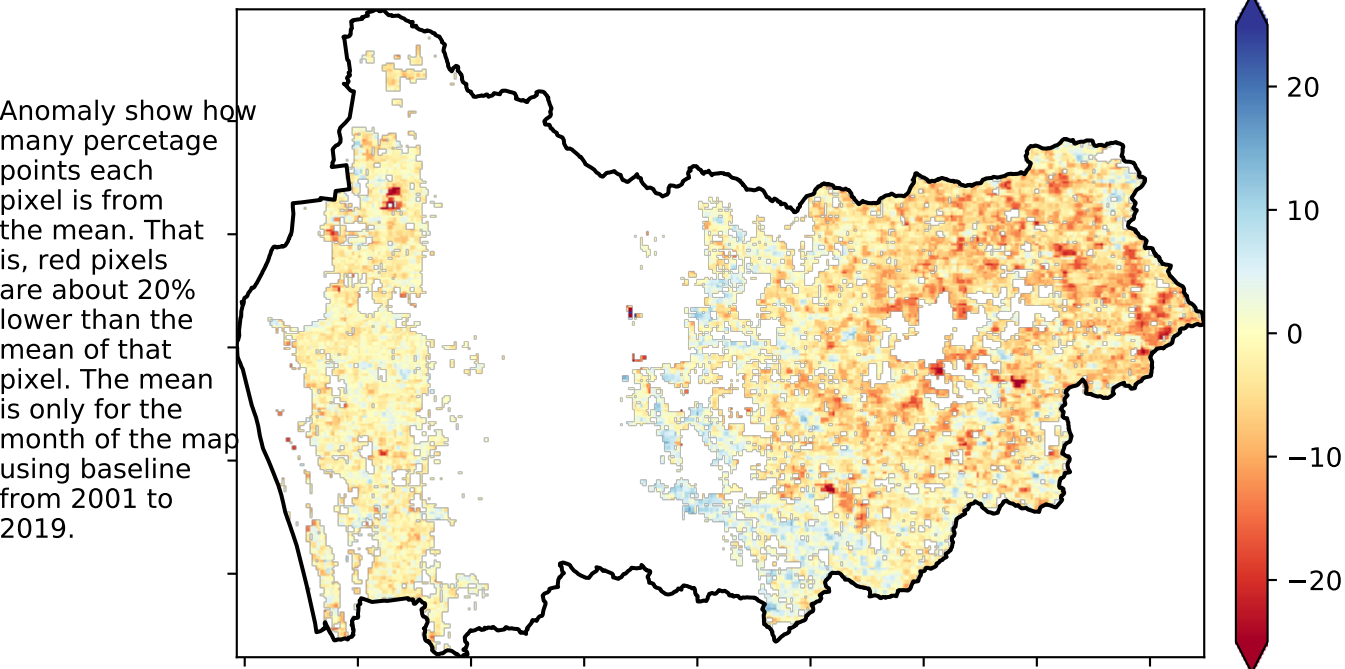 Anomaly show how
many percetage
points each
pixel is from
the mean. That
is, red pixels
are about 20%
lower than the
mean of that
pixel. The mean
is only for the
month of the map
using baseline
from 2001 to
2019.
20
10
0
−10
−20